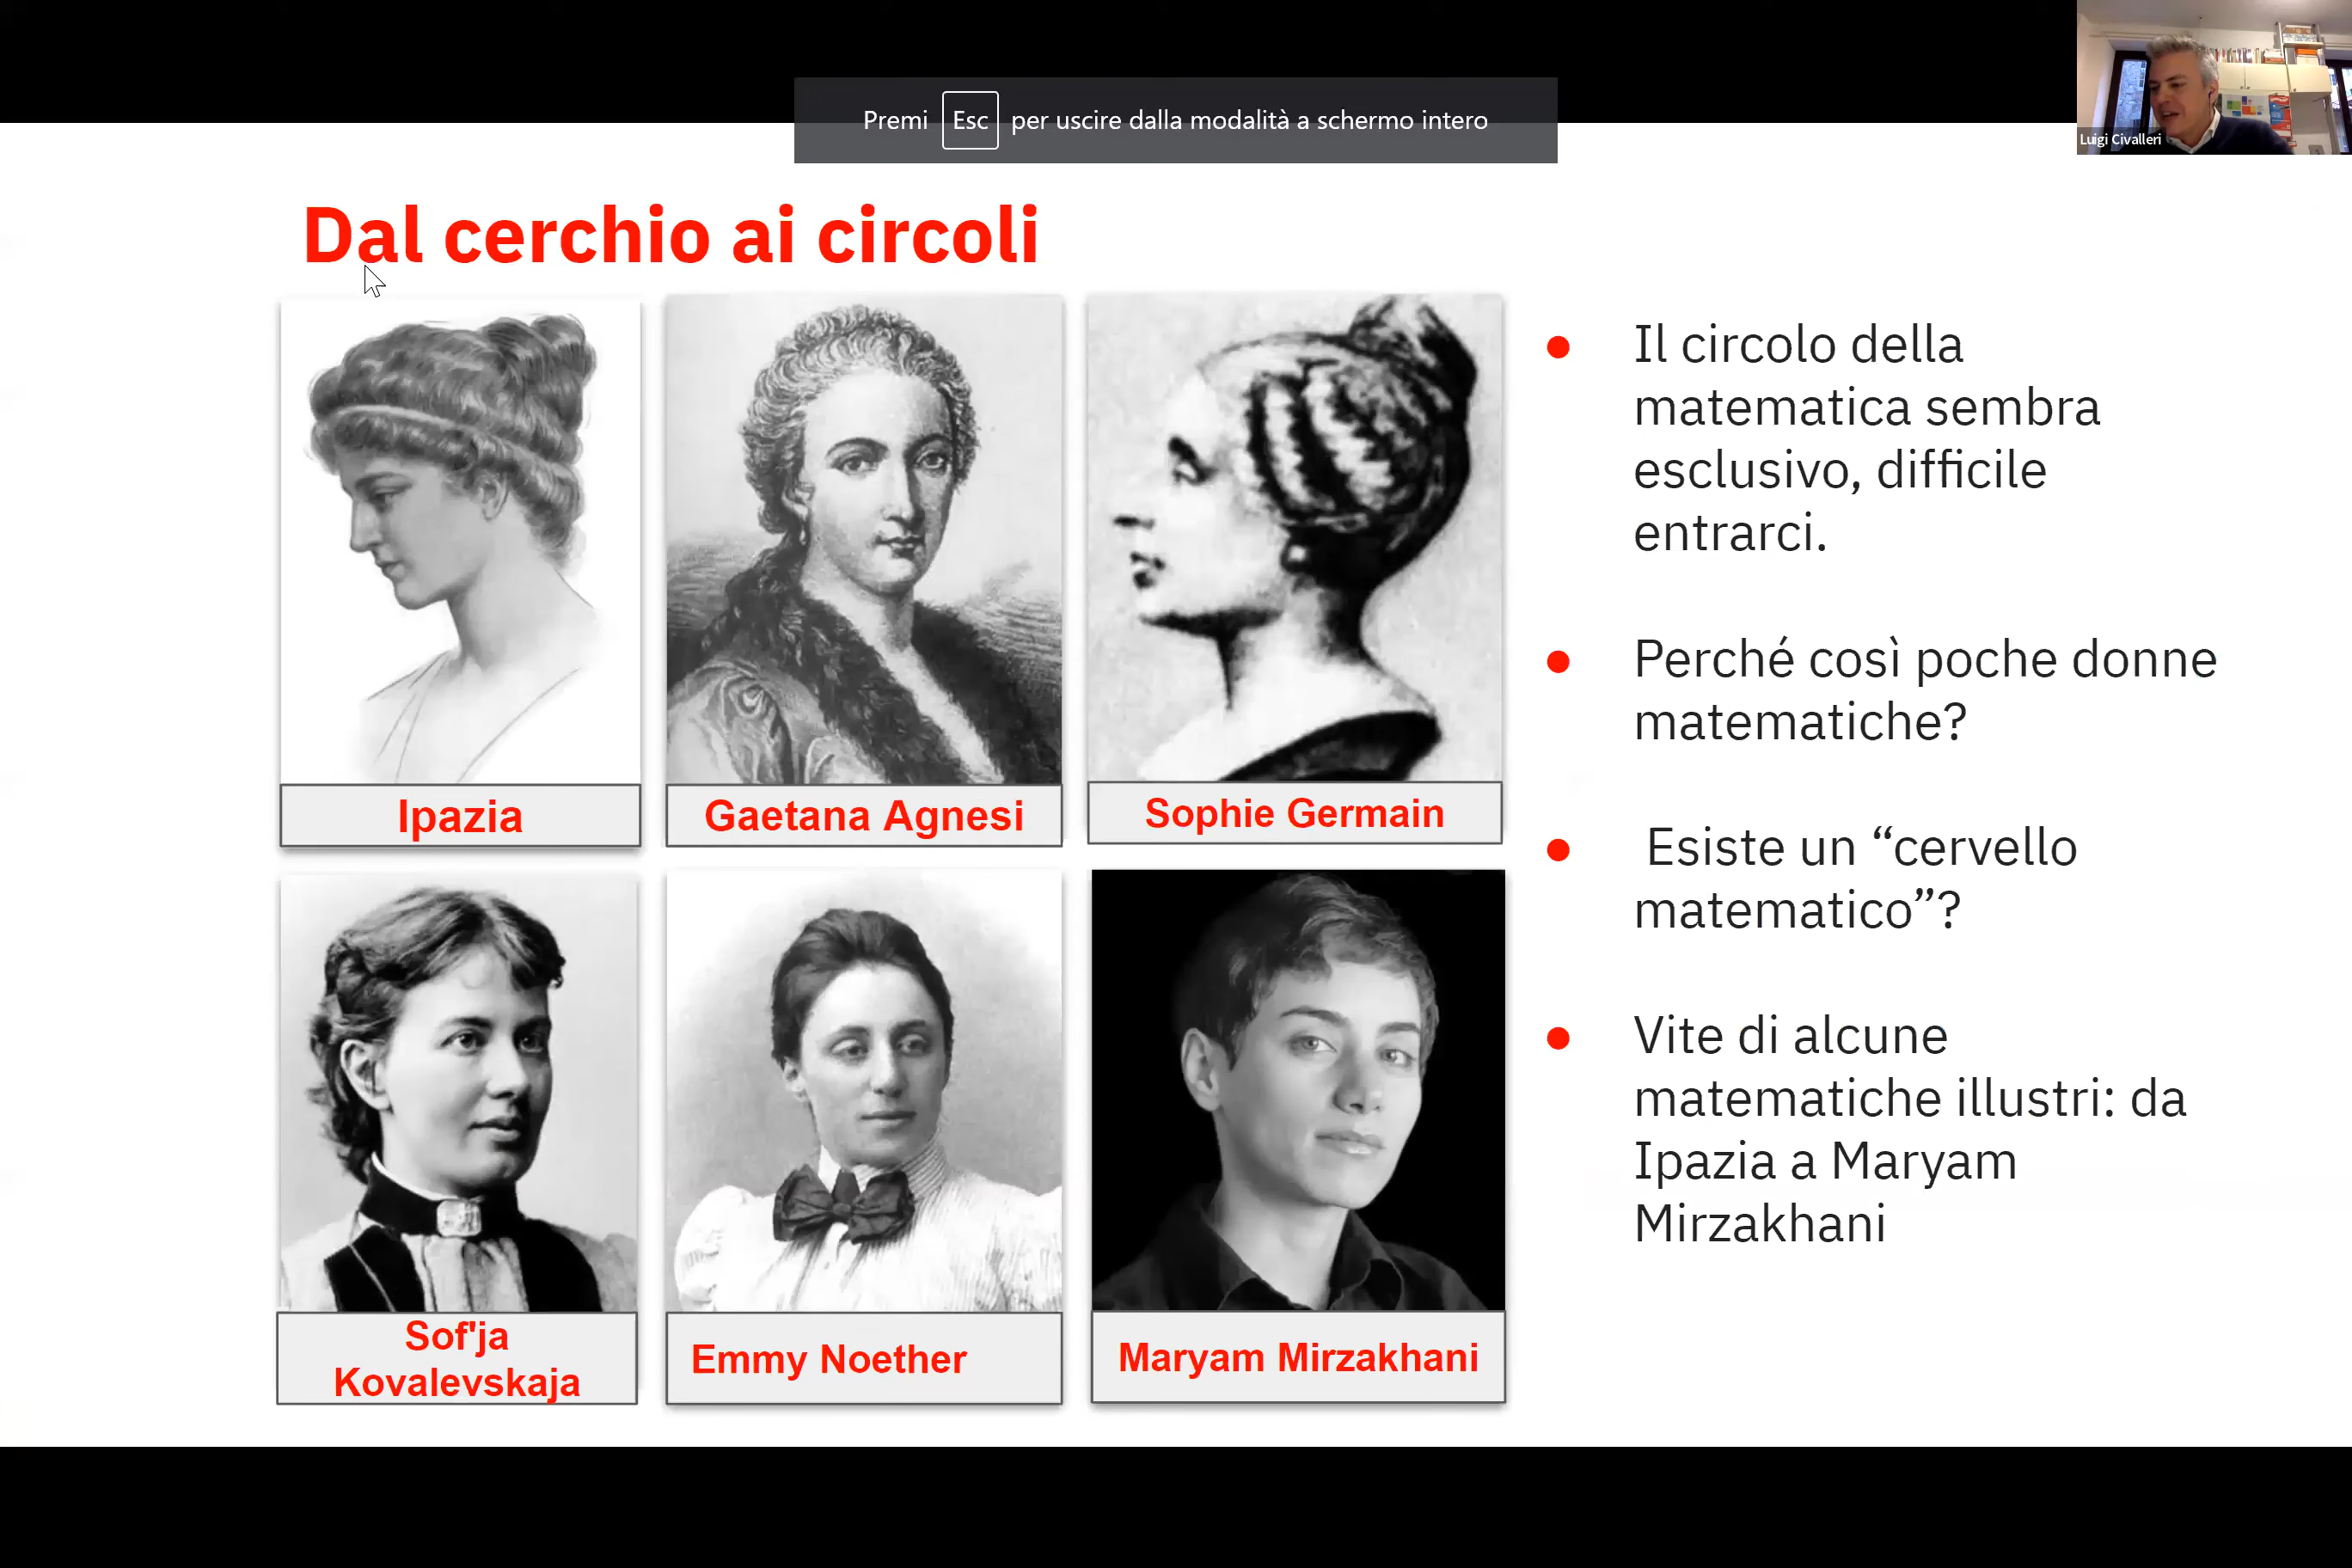 Premi Esc per uscire dalla modalità a schermo intero
Luigi Civalleri
Dal cerchio ai circoli
Ipazia
Gaetana Agnesi
Sophie Germain
Sof'ja
Kovalevskaja
Emmy Noether
Maryam Mirzakhani
● Il circolo della
matematica sembra
esclusivo, difficile
entrarci.
● Perché così poche donne
matematiche?
● Esiste un “cervello
matematico”?
● Vite di alcune
matematiche illustri: da
Ipazia a Maryam
Mirzakhani